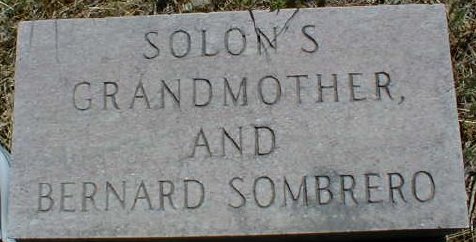 SOLON'S
GRANDMOTHER,
AND
BERNARD SOMBRERO